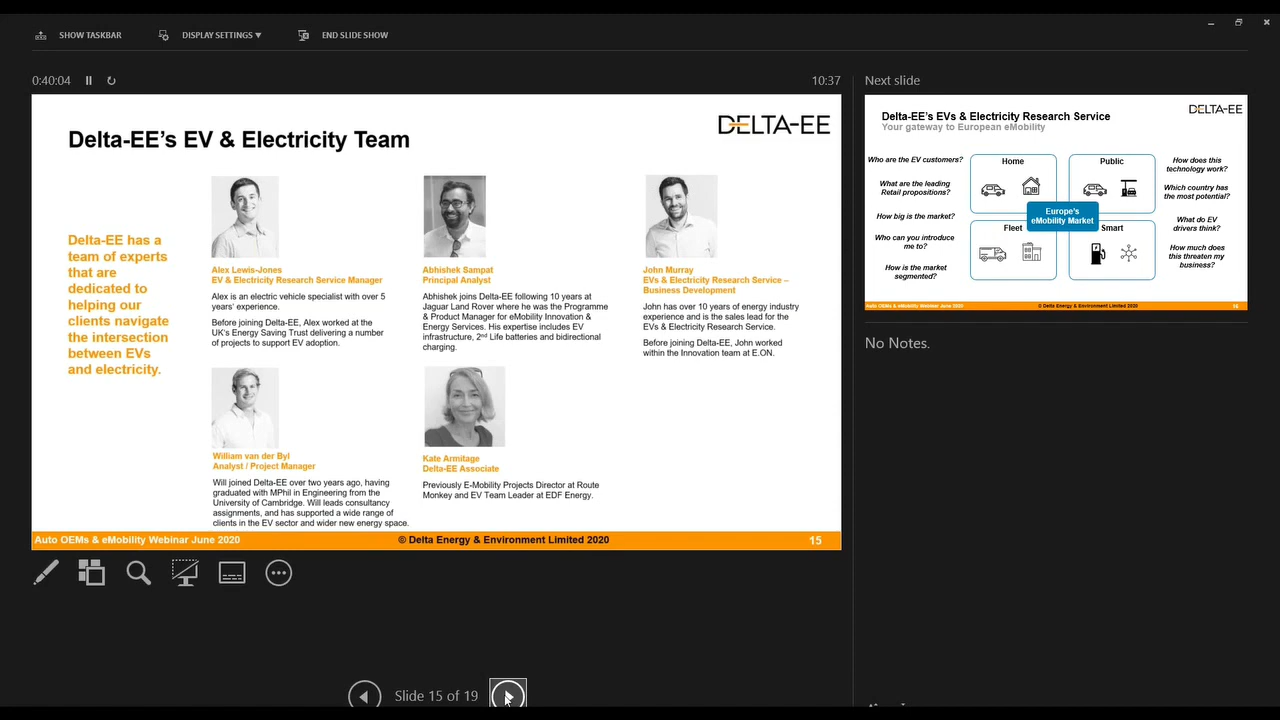 SHOW TASKBAR
DISPLAY SETTINGS ▼
END SLIDE SHOW
0:40:04
10:37
Next slide
Delta-EE's EV & Electricity Team
DELTA-EE
Delta-EE has a
team of experts
that are
dedicated to
helping our
clients navigate
the intersection
between EVs
and electricity.
Alex Lewis-Jones
EV & Electricity Research Service Manager
Alex is an electric vehicle specialist with over 5
years' experience.
Before joining Delta-EE, Alex worked at the
UK's Energy Saving Trust delivering a number
of projects to support EV adoption.
Abhishek Sampat
Principal Analyst
Abhishek joins Delta-EE following 10 years at
Jaguar Land Rover where he was the Programme
& Product Manager for eMobility Innovation &
Energy Services. His expertise includes EV
infrastructure, 2nd Life batteries and bidirectional
charging.
John Murray
EVs & Electricity Research Service –
Business Development
John has over 10 years of energy industry
experience and is the sales lead for the
EVs & Electricity Research Service.
Before joining Delta-EE, John worked
within the Innovation team at E.ON.
William van der Byl
Analyst / Project Manager
Will joined Delta-EE over two years ago, having
graduated with MPhil in Engineering from the
University of Cambridge. Will leads consultancy
assignments, and has supported a wide range of
clients in the EV sector and wider new energy space.
Kate Armitage
Delta-EE Associate
Previously E-Mobility Projects Director at Route
Monkey and EV Team Leader at EDF Energy.
Auto OEMs & eMobility Webinar June 2020
© Delta Energy & Environment Limited 2020
15
Delta-EE's EVs & Electricity Research Service
Your gateway to European eMobility
DELTA-EE
Who are the EV customers?
What are the leading
Retail propositions?
How big is the market?
Who can you introduce
me to?
How is the market
segmented?
Home
Public
Europe's
eMobility Market
Fleet
Smart
How does this
technology work?
Which country has
the most potential?
What do EV
drivers think?
How much does
this threaten my
business?
Auto OEMs & eMobility Webinar June 2020
© Delta Energy & Environment Limited 2020
16
No Notes.
Slide 15 of 19